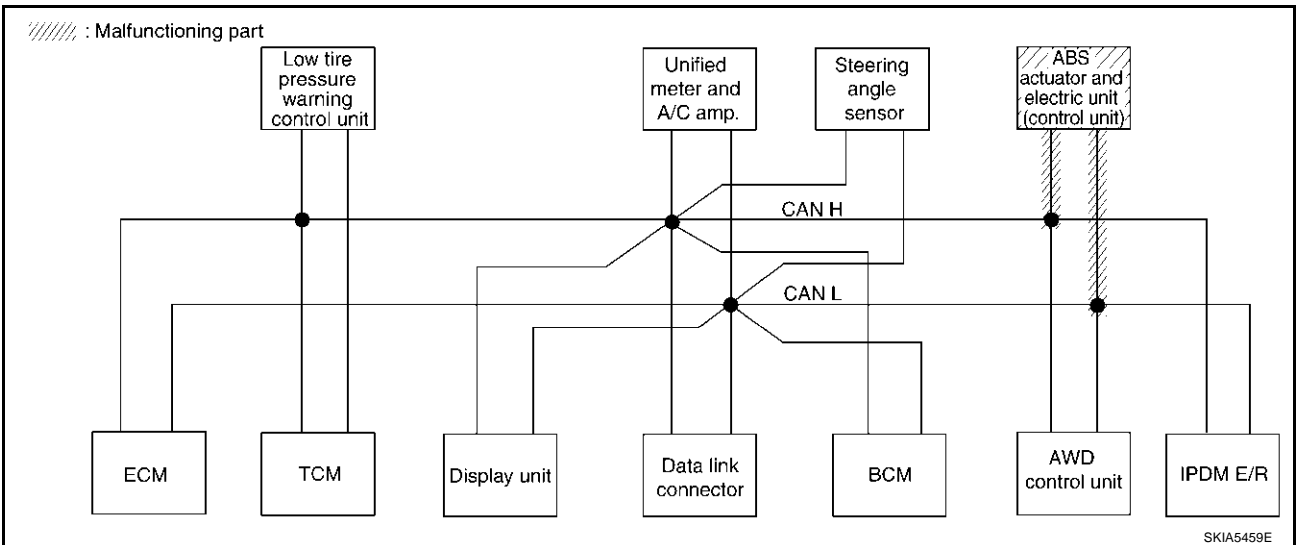 : Malfunctioning part
Low tire
pressure
warning
control unit
Unified
meter and
A/C amp.
Steering
angle
sensor
ABS
actuator and
electric unit
(control unit)
CAN H
CAN L
ECM
TCM
Display unit
Data link
connector
BCM
AWD
control unit
IPDM E/R
SKIA5459E